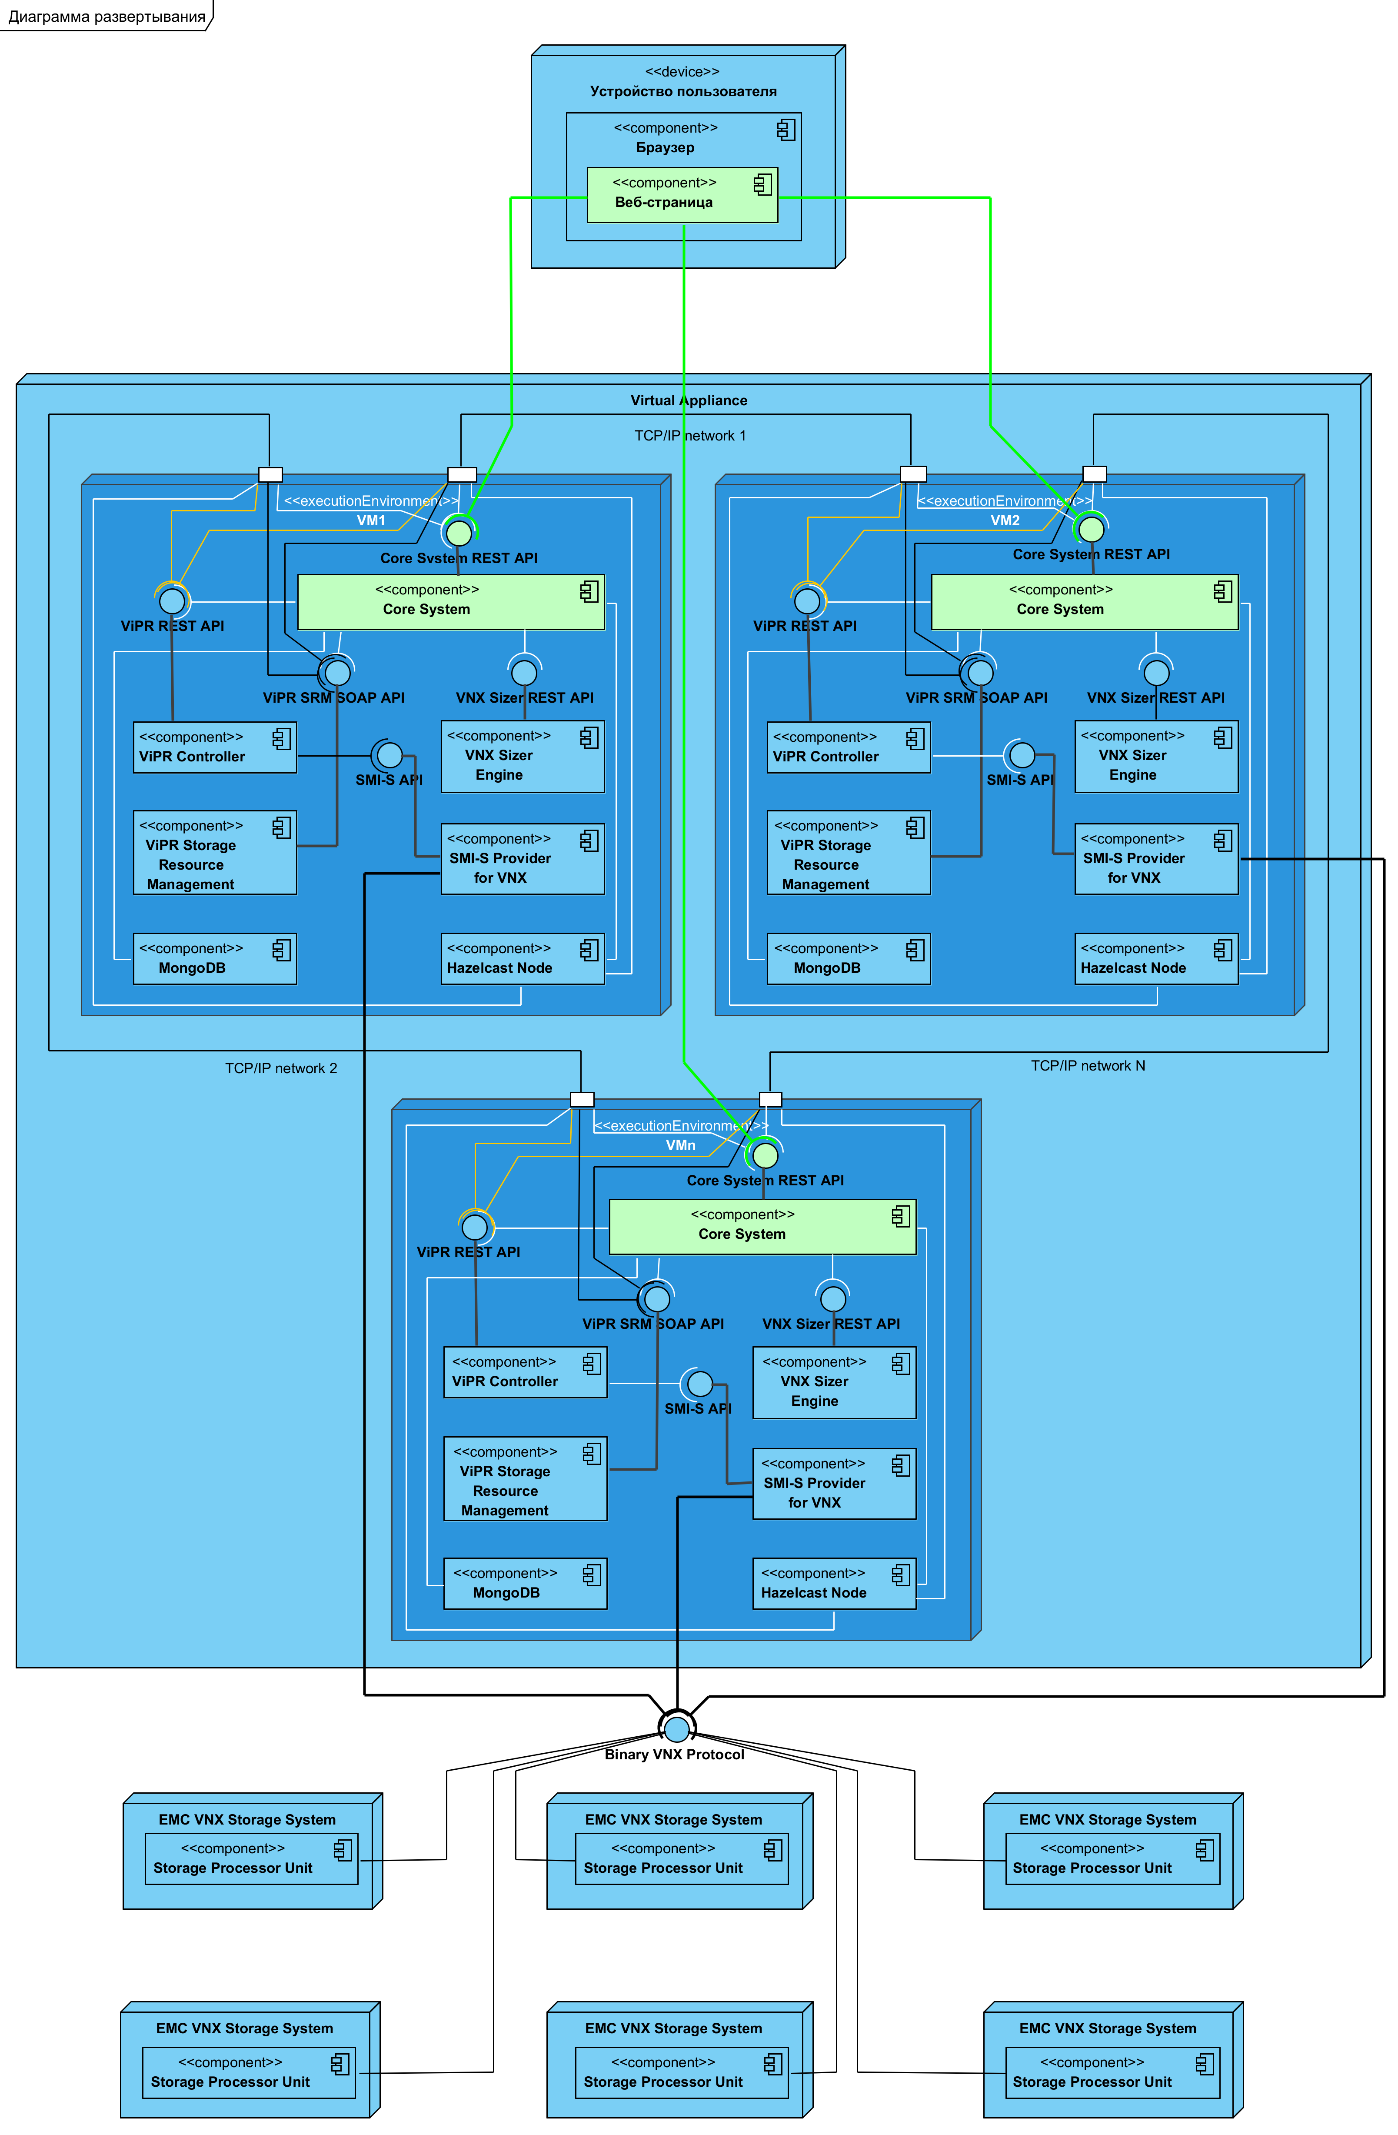 Диаграмма развертывания
<<device>>
Устройство пользователя
<<component>>
Браузер
<<component>>
Веб-страница
Virtual Appliance
TCP/IP network 1
<<executionEnvironment>>
VM1
Core System REST API
<<component>>
Core System
ViPR REST API
ViPR SRM SOAP API
VNX Sizer REST API
<<component>>
ViPR Controller
SMI-S API
<<component>>
VNX Sizer
Engine
<<component>>
ViPR Storage
Resource
Management
<<component>>
SMI-S Provider
for VNX
<<component>>
MongoDB
<<component>>
Hazelcast Node
<<executionEnvironment>>
VM2
Core System REST API
<<component>>
Core System
ViPR REST API
ViPR SRM SOAP API
VNX Sizer REST API
<<component>>
ViPR Controller
SMI-S API
<<component>>
VNX Sizer
Engine
<<component>>
ViPR Storage
Resource
Management
<<component>>
SMI-S Provider
for VNX
<<component>>
MongoDB
<<component>>
Hazelcast Node
TCP/IP network 2
TCP/IP network N
<<executionEnvironment>>
VMn
Core System REST API
<<component>>
Core System
ViPR REST API
ViPR SRM SOAP API
VNX Sizer REST API
<<component>>
ViPR Controller
SMI-S API
<<component>>
VNX Sizer
Engine
<<component>>
ViPR Storage
Resource
Management
<<component>>
SMI-S Provider
for VNX
<<component>>
MongoDB
<<component>>
Hazelcast Node
Binary VNX Protocol
EMC VNX Storage System
<<component>>
Storage Processor Unit
EMC VNX Storage System
<<component>>
Storage Processor Unit
EMC VNX Storage System
<<component>>
Storage Processor Unit
EMC VNX Storage System
<<component>>
Storage Processor Unit
EMC VNX Storage System
<<component>>
Storage Processor Unit
EMC VNX Storage System
<<component>>
Storage Processor Unit